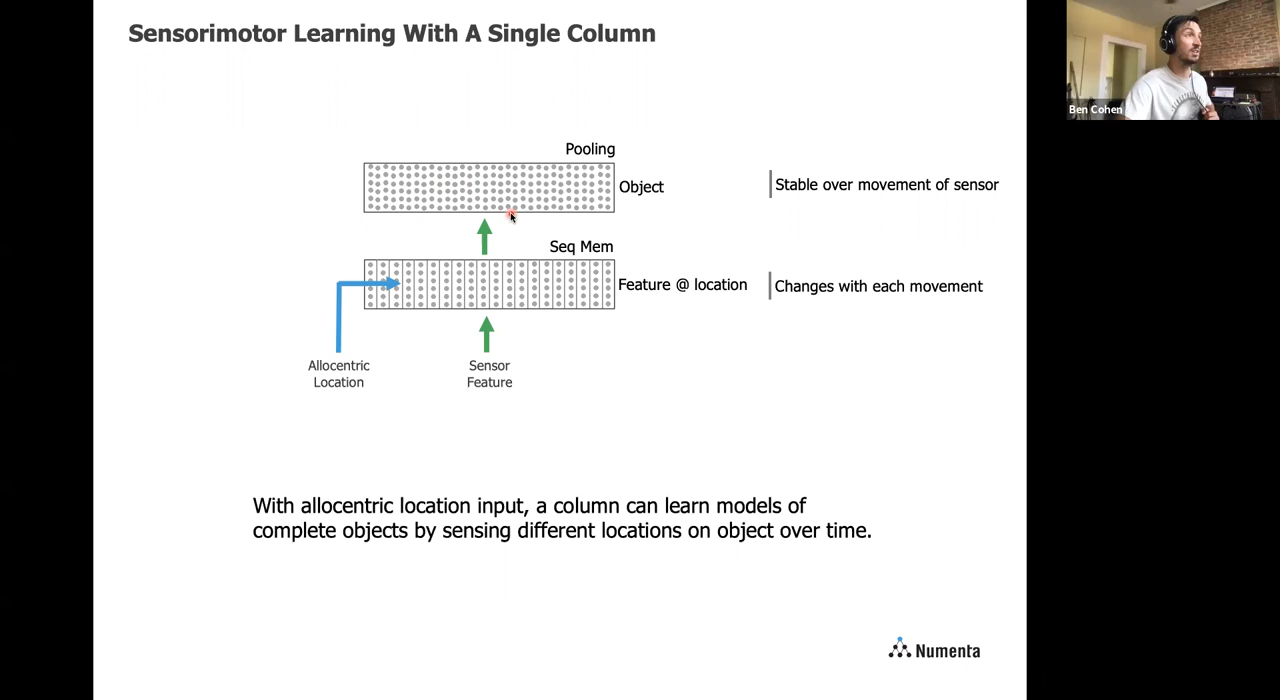 Sensorimotor Learning With A Single Column
Ben Cohen
Pooling
Object
Stable over movement of sensor
Seq Mem
Feature @ location
Changes with each movement
Allocentric
Location
Sensor
Feature
With allocentric location input, a column can learn models of
complete objects by sensing different locations on object over time.
Numenta